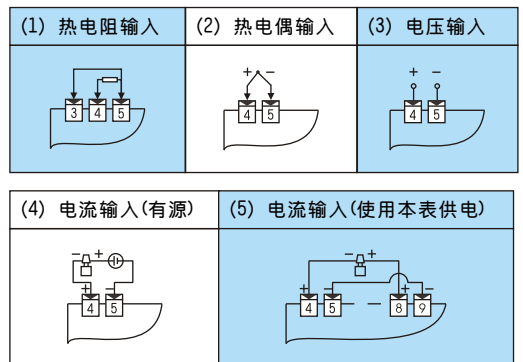 (1) 热电阻输入
(2) 热电偶输入
(3) 电压输入
3 4 5
+ −
4 5
+ −
4 5
(4) 电流输入(有源)
(5) 电流输入(使用本表供电)
− +
+ −
4 5
− +
+ − + −
4 5 — — 8 9